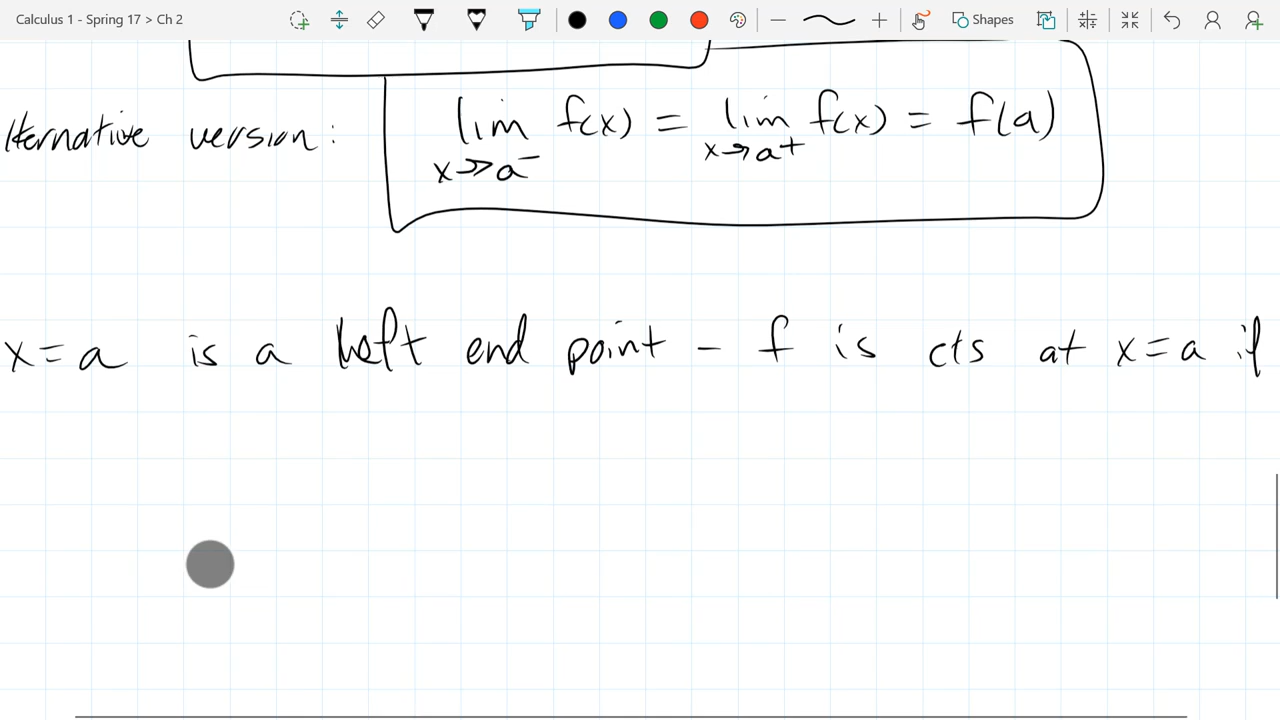 Calculus 1 - Spring 17 > Ch 2
Shapes
lternative version: lim f(x) = lim f(x) = f(a)
x→a⁻ x→a⁺
x = a is a left end point - f is cts at x = a if